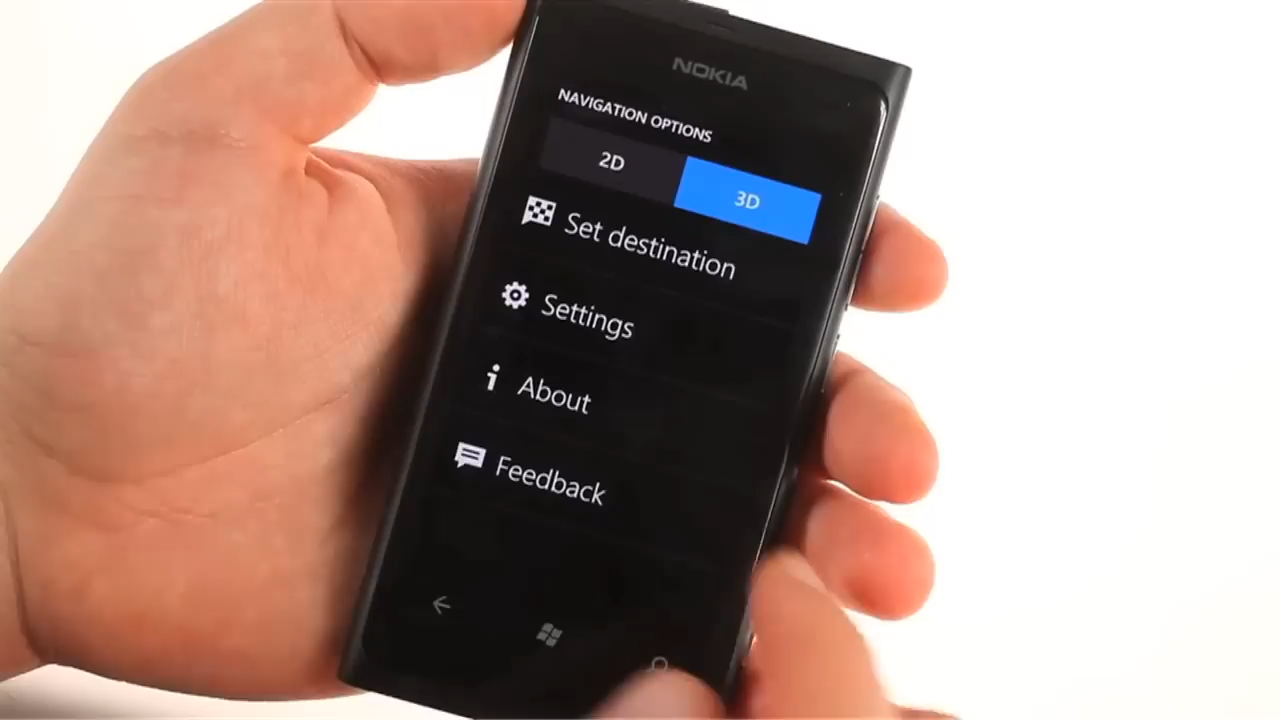 NOKIA
NAVIGATION OPTIONS
2D 3D
Set destination
Settings
About
Feedback